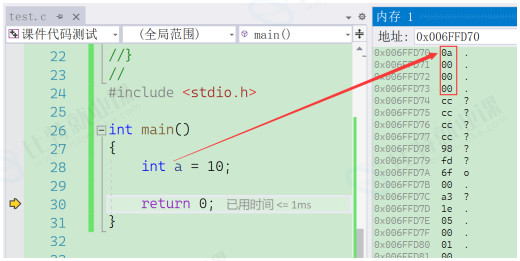 test.c
课件代码测试
(全局范围)
main()
22 //}
23 //
24 #include <stdio.h>
25
26 int main()
27 {
28 int a = 10;
29
30 return 0; 已用时间 <= 1ms
31 }
32
内存 1
地址: 0x006FFD70
0x006FFD70 0a .
0x006FFD71 00 .
0x006FFD72 00 .
0x006FFD73 00 .
0x006FFD74 cc ?
0x006FFD75 cc ?
0x006FFD76 cc ?
0x006FFD77 cc ?
0x006FFD78 98 ?
0x006FFD79 fd ?
0x006FFD7A 6f o
0x006FFD7B 00 .
0x006FFD7C a3 ?
0x006FFD7D 1e .
0x006FFD7E 05 .
0x006FFD7F 00 .
0x006FFD80 01 .
0x006FFD81 00 .